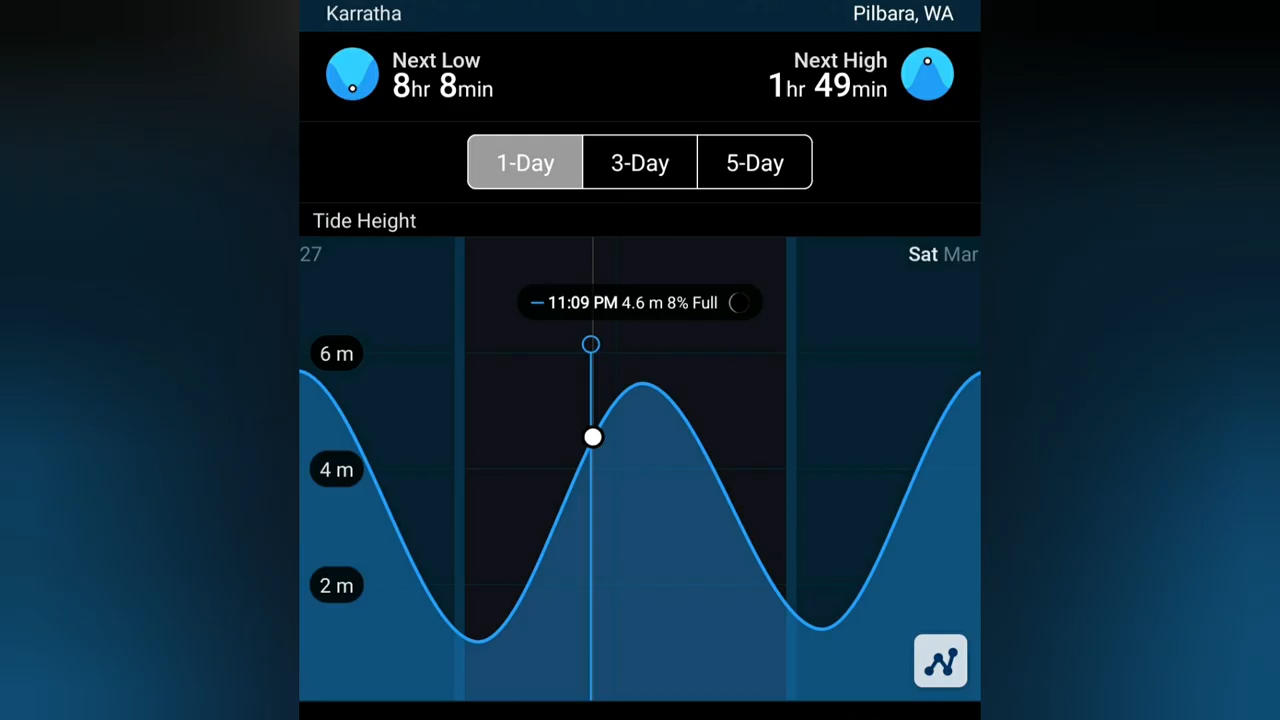 Karratha Pilbara, WA
Next Low Next High
8hr 8min 1hr 49min
1-Day 3-Day 5-Day
Tide Height
27 Sat Mar
11:09 PM 4.6 m 8% Full
6 m
4 m
2 m